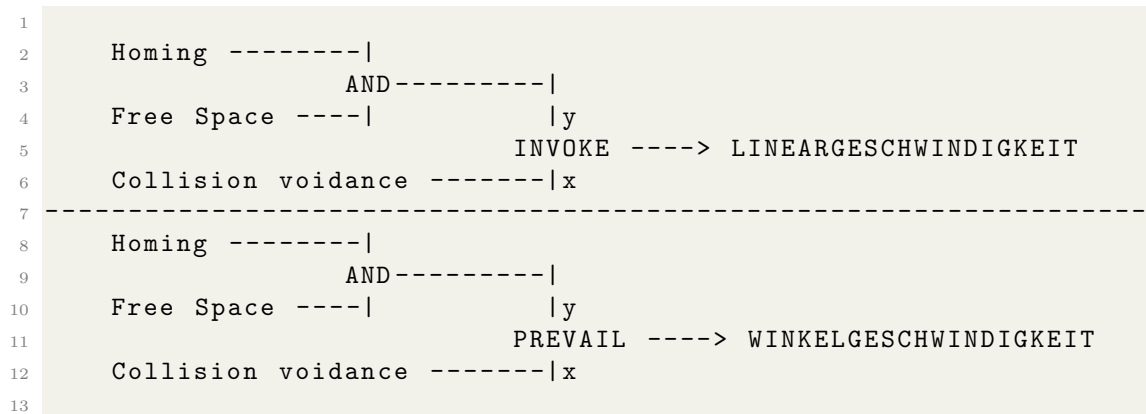 1
2 Homing --------|
3 AND---------|
4 Free Space ----| |y
5 INVOKE ----> LINEARGESCHWINDIGKEIT
6 Collision voidance -------|x
7 ------------------------------------------------------------------
8 Homing --------|
9 AND---------|
10 Free Space ----| |y
11 PREVAIL ----> WINKELGESCHWINDIGKEIT
12 Collision voidance -------|x
13